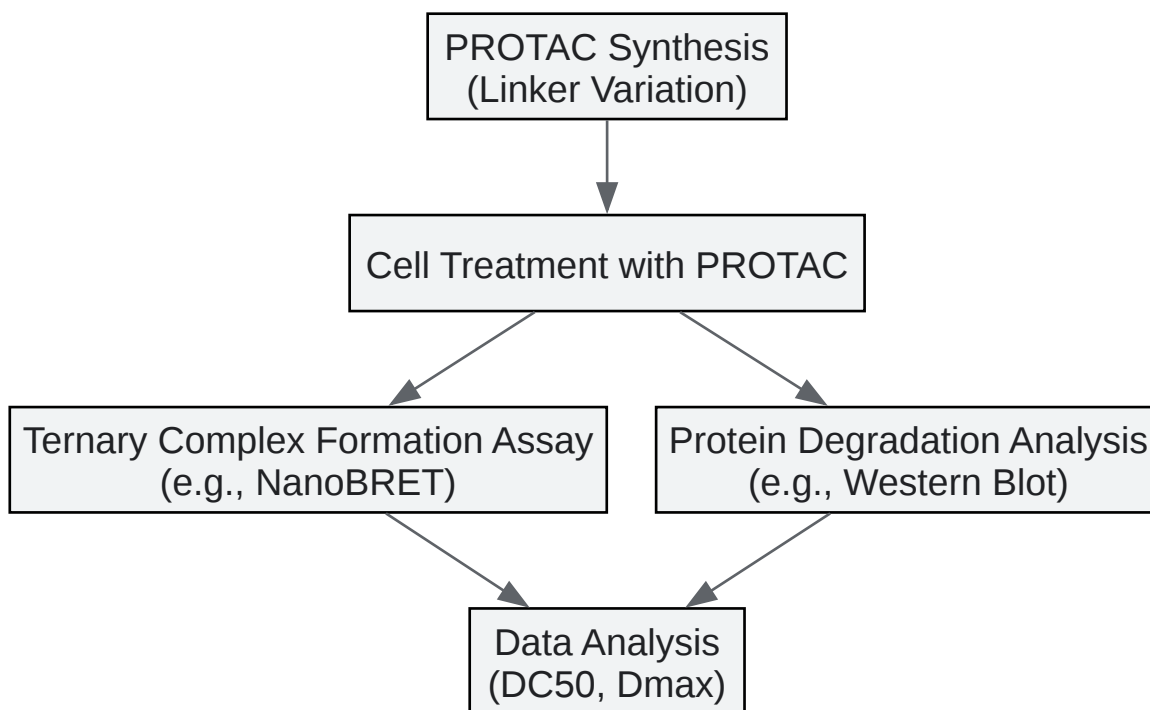 PROTAC Synthesis
(Linker Variation)
Cell Treatment with PROTAC
Ternary Complex Formation Assay
(e.g., NanoBRET)
Protein Degradation Analysis
(e.g., Western Blot)
Data Analysis
(DC50, Dmax)